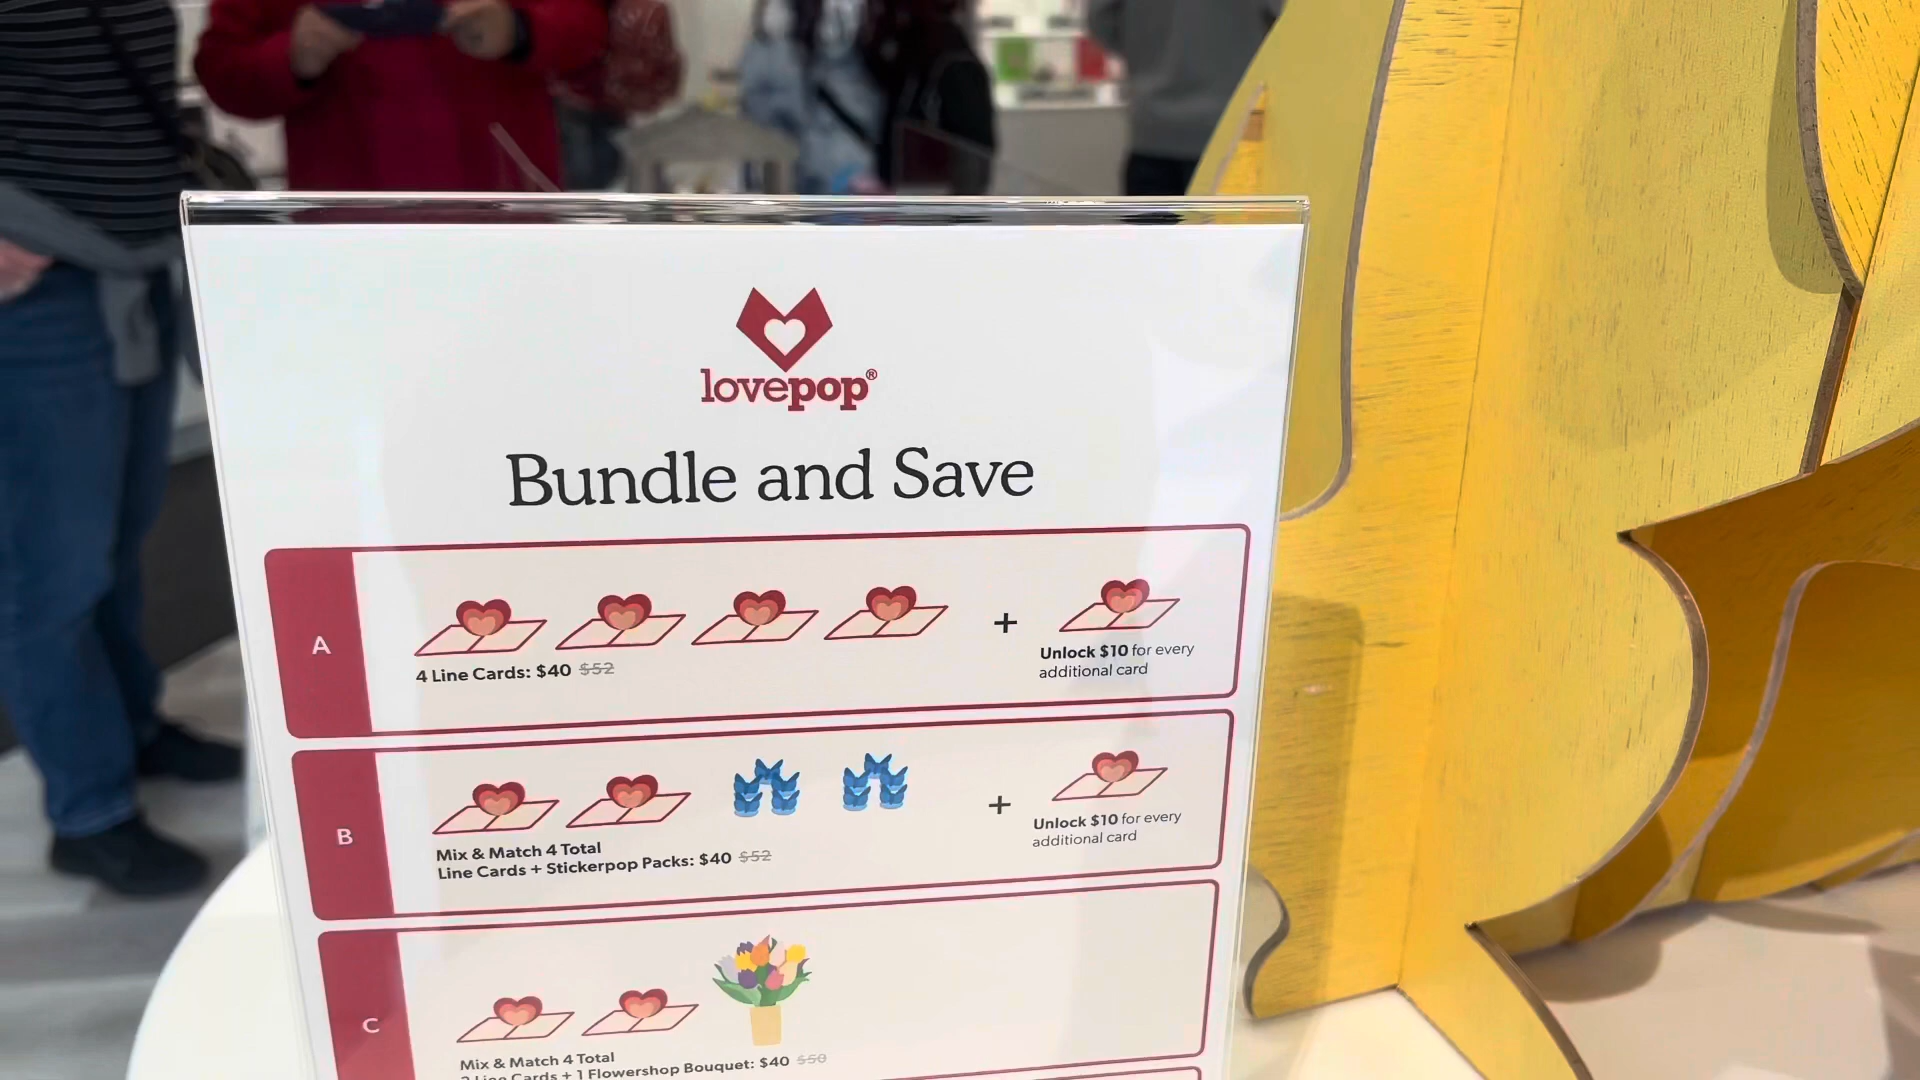 lovepop®
Bundle and Save
A
4 Line Cards: $40 $52
+
Unlock $10 for every
additional card
B
Mix & Match 4 Total
Line Cards + Stickerpop Packs: $40 $52
+
Unlock $10 for every
additional card
C
Mix & Match 4 Total
2 Line Cards + 1 Flowershop Bouquet: $40 $50